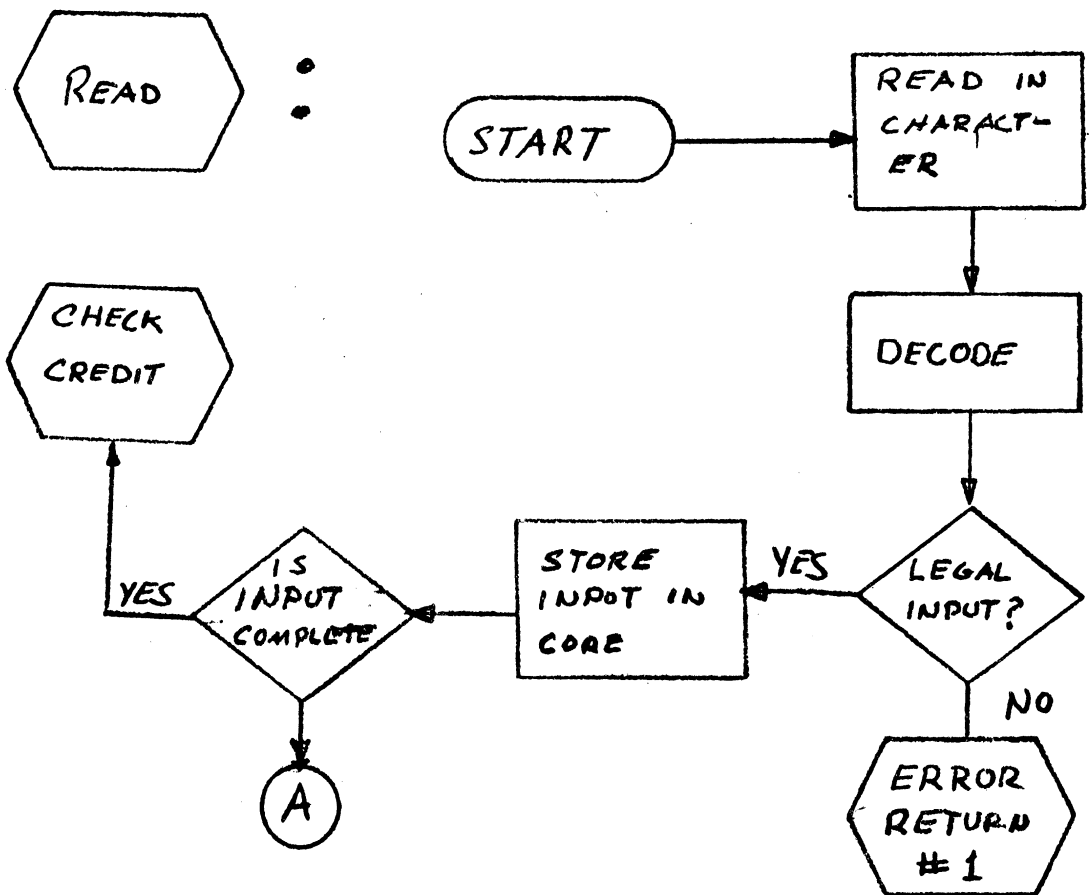 READ :
START
READ IN
CHARACT-
ER
DECODE
LEGAL
INPUT?
YES
NO
ERROR
RETURN
#1
STORE
INPUT IN
CORE
IS
INPUT
COMPLETE
YES
CHECK
CREDIT
A